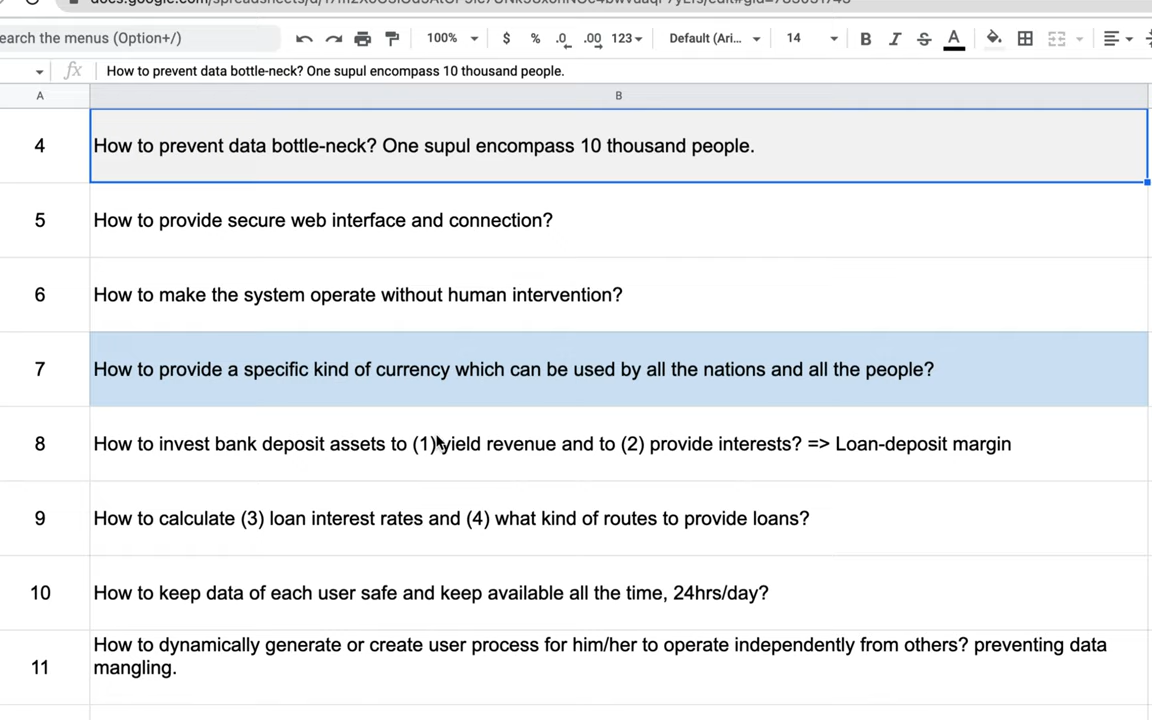 earch the menus (Option+/)
100%
$
%
.0
.00
123
Default (Ari...
14
B
I
S
A
fx
How to prevent data bottle-neck? One supul encompass 10 thousand people.
A
B
4
How to prevent data bottle-neck? One supul encompass 10 thousand people.
5
How to provide secure web interface and connection?
6
How to make the system operate without human intervention?
7
How to provide a specific kind of currency which can be used by all the nations and all the people?
8
How to invest bank deposit assets to (1) yield revenue and to (2) provide interests? => Loan-deposit margin
9
How to calculate (3) loan interest rates and (4) what kind of routes to provide loans?
10
How to keep data of each user safe and keep available all the time, 24hrs/day?
11
How to dynamically generate or create user process for him/her to operate independently from others? preventing data
mangling.